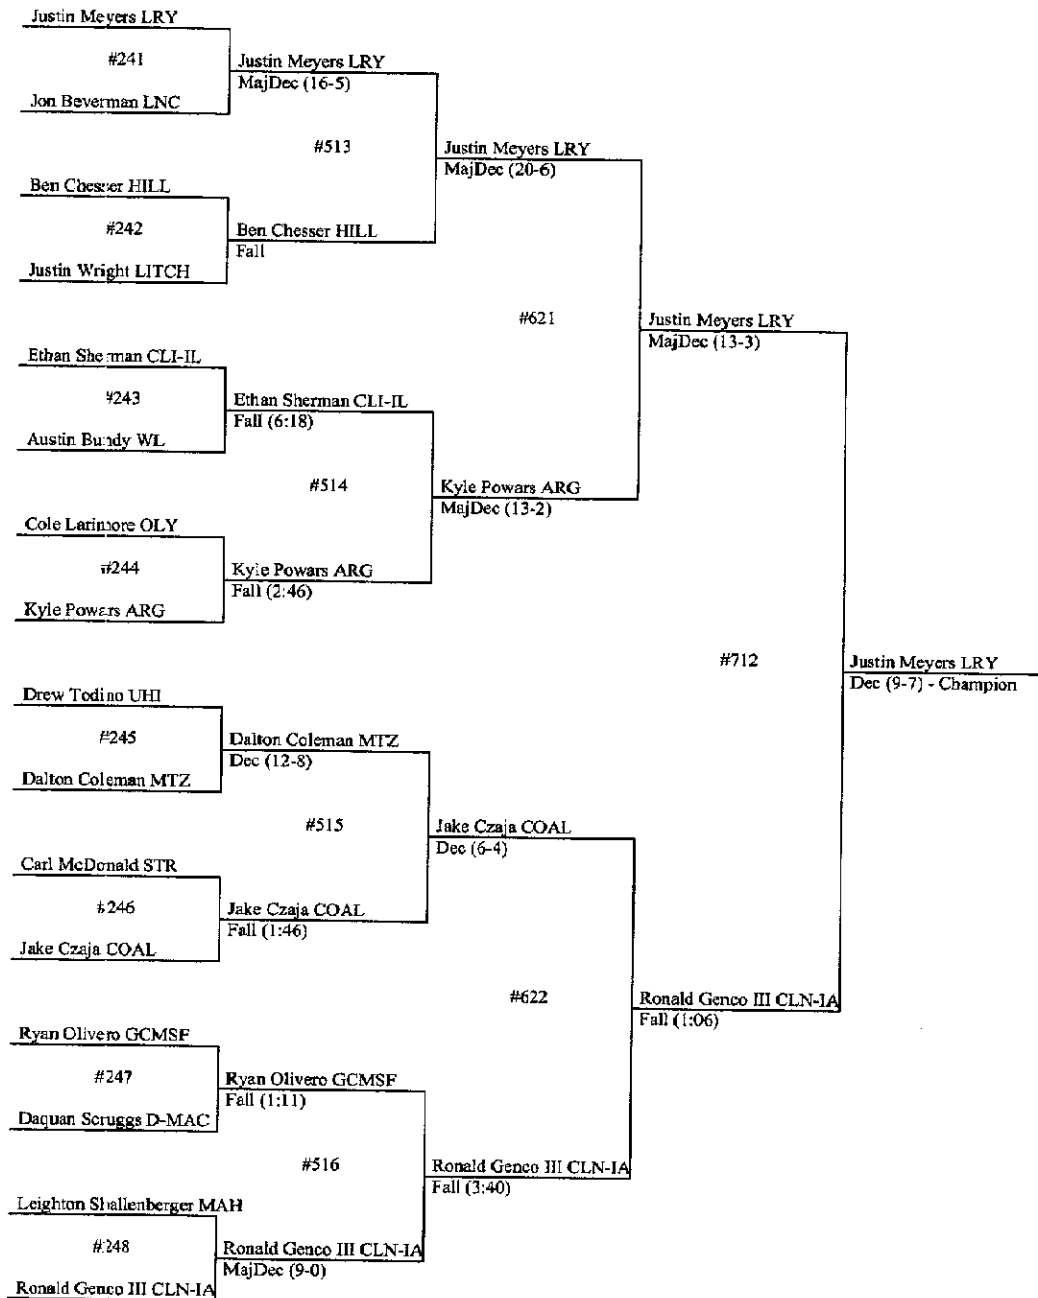 Justin Meyers LRY
#241
Justin Meyers LRY
MajDec (16-5)
Jon Beverman LNC
#513
Justin Meyers LRY
MajDec (20-6)
Ben Chesser HILL
#242
Ben Chesser HILL
Fall
Justin Wright LITCH
#621
Justin Meyers LRY
MajDec (13-3)
Ethan Sherman CLI-IL
#243
Ethan Sherman CLI-IL
Fall (6:18)
Austin Bundy WL
#514
Kyle Powars ARG
MajDec (13-2)
Cole Larimore OLY
#244
Kyle Powars ARG
Fall (2:46)
Kyle Powars ARG
#712
Justin Meyers LRY
Dec (9-7) - Champion
Drew Todino UHI
#245
Dalton Coleman MTZ
Dec (12-8)
Dalton Coleman MTZ
#515
Jake Czaja COAL
Dec (6-4)
Carl McDonald STR
#246
Jake Czaja COAL
Fall (1:46)
Jake Czaja COAL
#622
Ronald Genco III CLN-IA
Fall (1:06)
Ryan Olivero GCMSF
#247
Ryan Olivero GCMSF
Fall (1:11)
Daquan Scruggs D-MAC
#516
Ronald Genco III CLN-IA
Fall (3:40)
Leighton Shallenberger MAH
#248
Ronald Genco III CLN-IA
MajDec (9-0)
Ronald Genco III CLN-IA